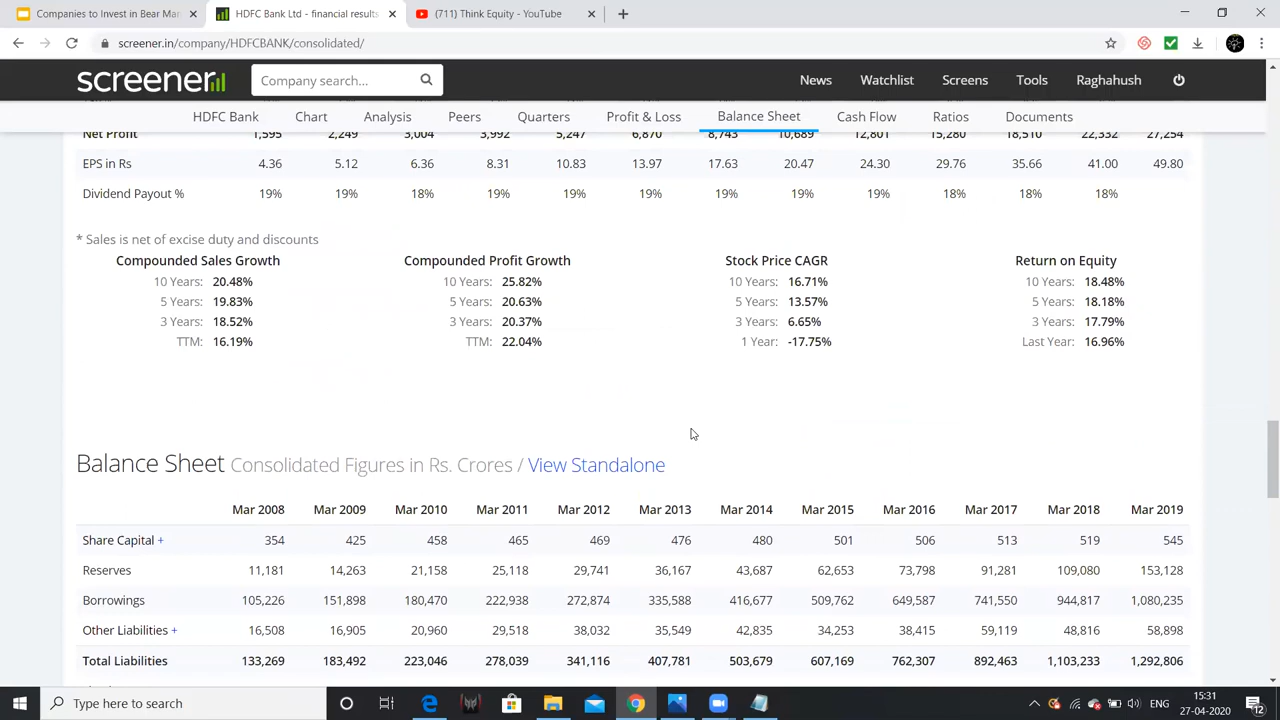 Companies to Invest in Bear Mar
HDFC Bank Ltd - financial results
(711) Think Equity - YouTube
screener.in/company/HDFCBANK/consolidated/
screener
Company search...
News Watchlist Screens Tools Raghahush
HDFC Bank Chart Analysis Peers Quarters Profit & Loss Balance Sheet Cash Flow Ratios Documents
Net Profit 1,595 2,249 3,004 3,992 5,247 6,870 8,743 10,689 12,801 15,280 18,510 22,332 27,254
EPS in Rs 4.36 5.12 6.36 8.31 10.83 13.97 17.63 20.47 24.30 29.76 35.66 41.00 49.80
Dividend Payout % 19% 19% 18% 19% 19% 19% 19% 19% 19% 18% 18% 18%
* Sales is net of excise duty and discounts
Compounded Sales Growth
10 Years: 20.48%
5 Years: 19.83%
3 Years: 18.52%
TTM: 16.19%
Compounded Profit Growth
10 Years: 25.82%
5 Years: 20.63%
3 Years: 20.37%
TTM: 22.04%
Stock Price CAGR
10 Years: 16.71%
5 Years: 13.57%
3 Years: 6.65%
1 Year: -17.75%
Return on Equity
10 Years: 18.48%
5 Years: 18.18%
3 Years: 17.79%
Last Year: 16.96%
Balance Sheet Consolidated Figures in Rs. Crores / View Standalone
Mar 2008 Mar 2009 Mar 2010 Mar 2011 Mar 2012 Mar 2013 Mar 2014 Mar 2015 Mar 2016 Mar 2017 Mar 2018 Mar 2019
Share Capital + 354 425 458 465 469 476 480 501 506 513 519 545
Reserves 11,181 14,263 21,158 25,118 29,741 36,167 43,687 62,653 73,798 91,281 109,080 153,128
Borrowings 105,226 151,898 180,470 222,938 272,874 335,588 416,677 509,762 649,587 741,550 944,817 1,080,235
Other Liabilities + 16,508 16,905 20,960 29,518 38,032 35,549 42,835 34,253 38,415 59,119 48,816 58,898
Total Liabilities 133,269 183,492 223,046 278,039 341,116 407,781 503,679 607,169 762,307 892,463 1,103,233 1,292,806
Type here to search
ENG
15:31
27-04-2020
12